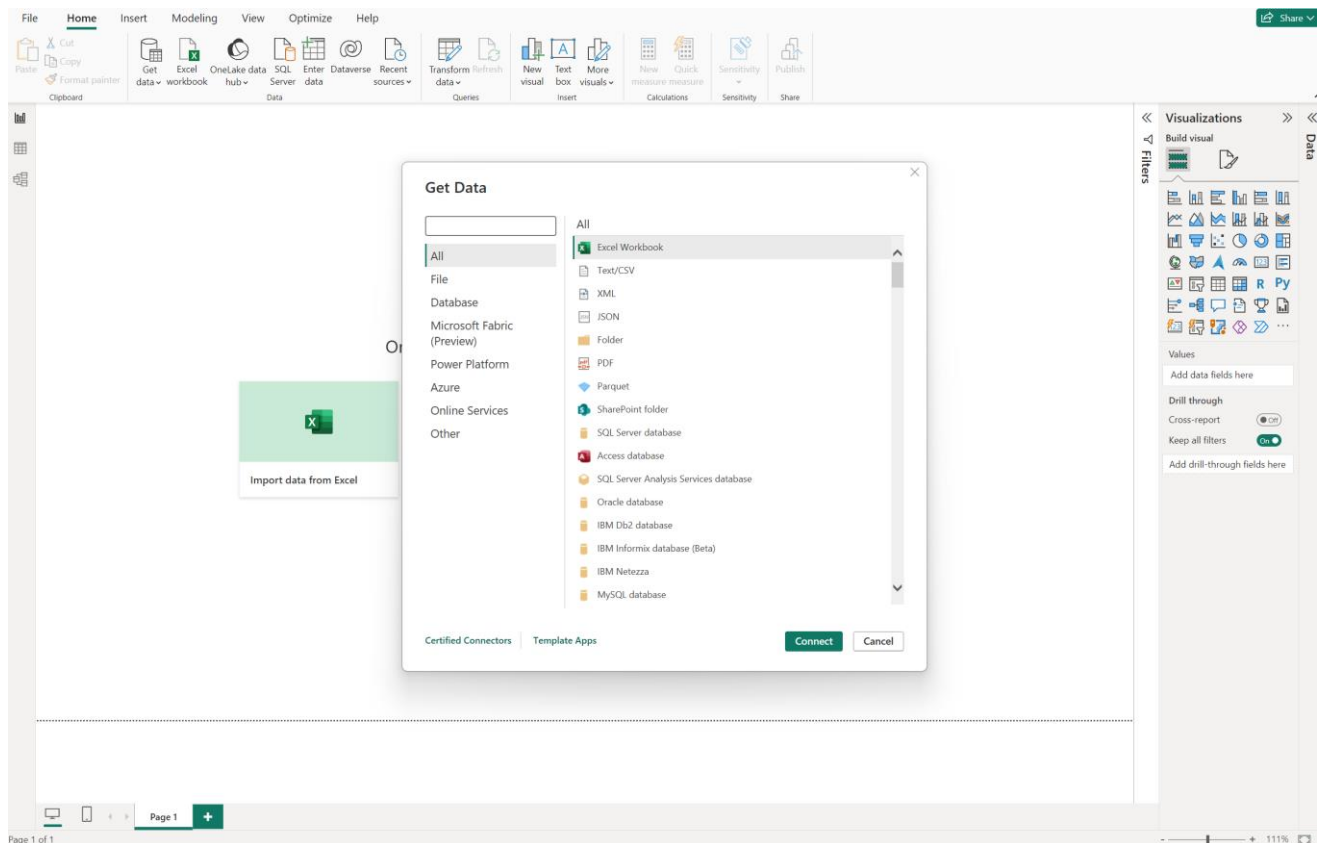 File Home Insert Modeling View Optimize Help Share
Paste
Cut
Copy
Format painter
Clipboard
Get data
Excel workbook
OneLake data hub
SQL Server
Enter data
Dataverse
Recent sources
Data
Transform data
Refresh
Queries
New visual
Text box
More visuals
Insert
New measure
Quick measure
Calculations
Sensitivity
Sensitivity
Publish
Share
Get Data
All
File
Database
Microsoft Fabric
(Preview)
Power Platform
Azure
Online Services
Other
All
Excel Workbook
Text/CSV
XML
JSON
Folder
PDF
Parquet
SharePoint folder
SQL Server database
Access database
SQL Server Analysis Services database
Oracle database
IBM Db2 database
IBM Informix database (Beta)
IBM Netezza
MySQL database
Certified Connectors
Template Apps
Connect
Cancel
Import data from Excel
Filters
Visualizations
Build visual
R
Py
Values
Add data fields here
Drill through
Cross-report
Off
Keep all filters
On
Add drill-through fields here
Data
Page 1
Page 1 of 1
111%